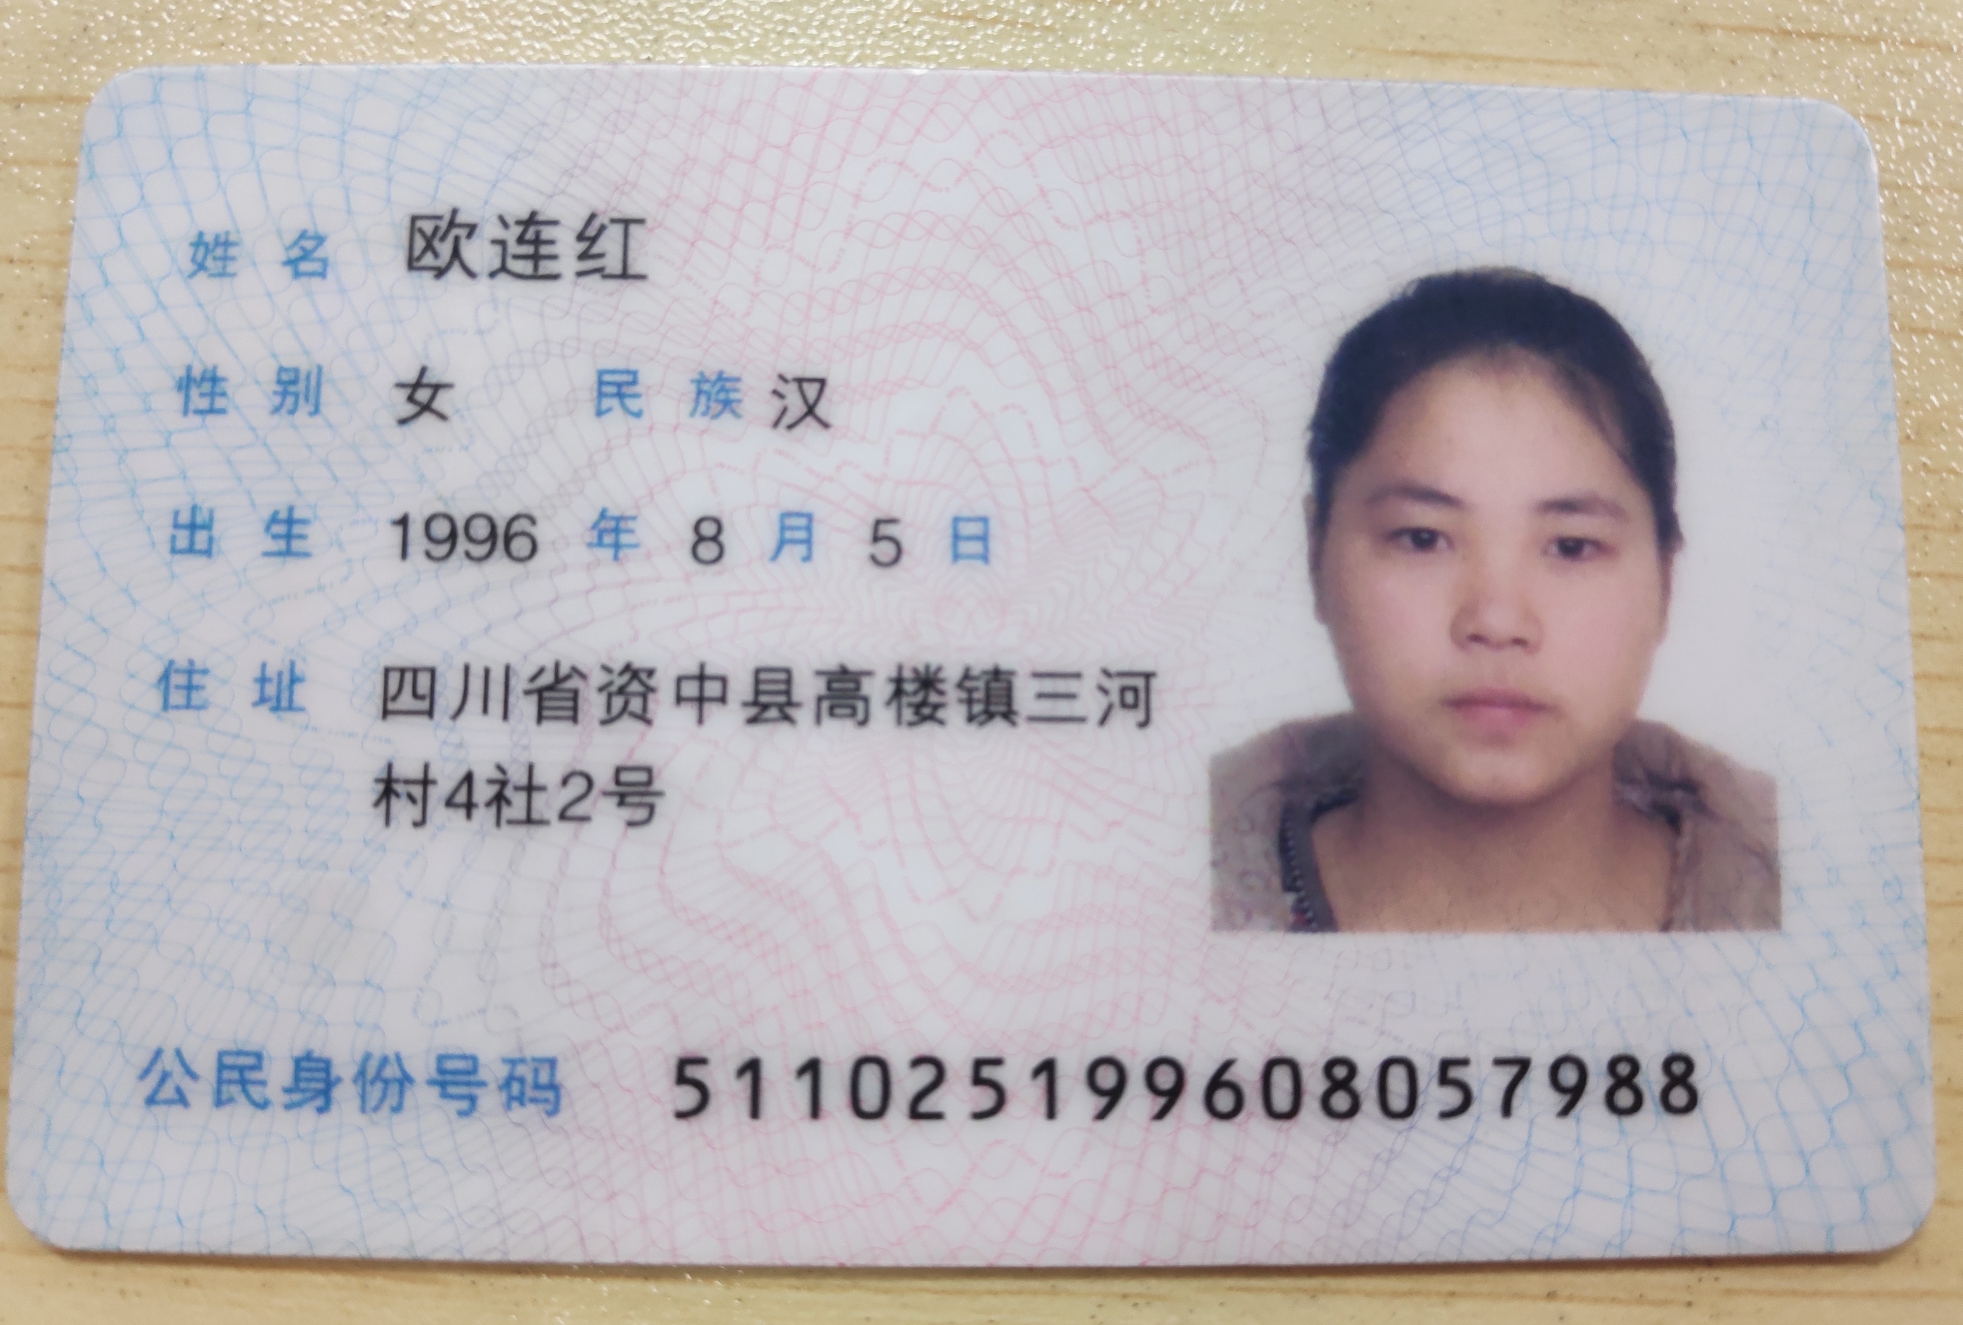 姓名 欧连红
性别 女 民族 汉
出生 1996 年 8 月 5 日
住址 四川省资中县高楼镇三河
村4社2号
公民身份号码 511025199608057988